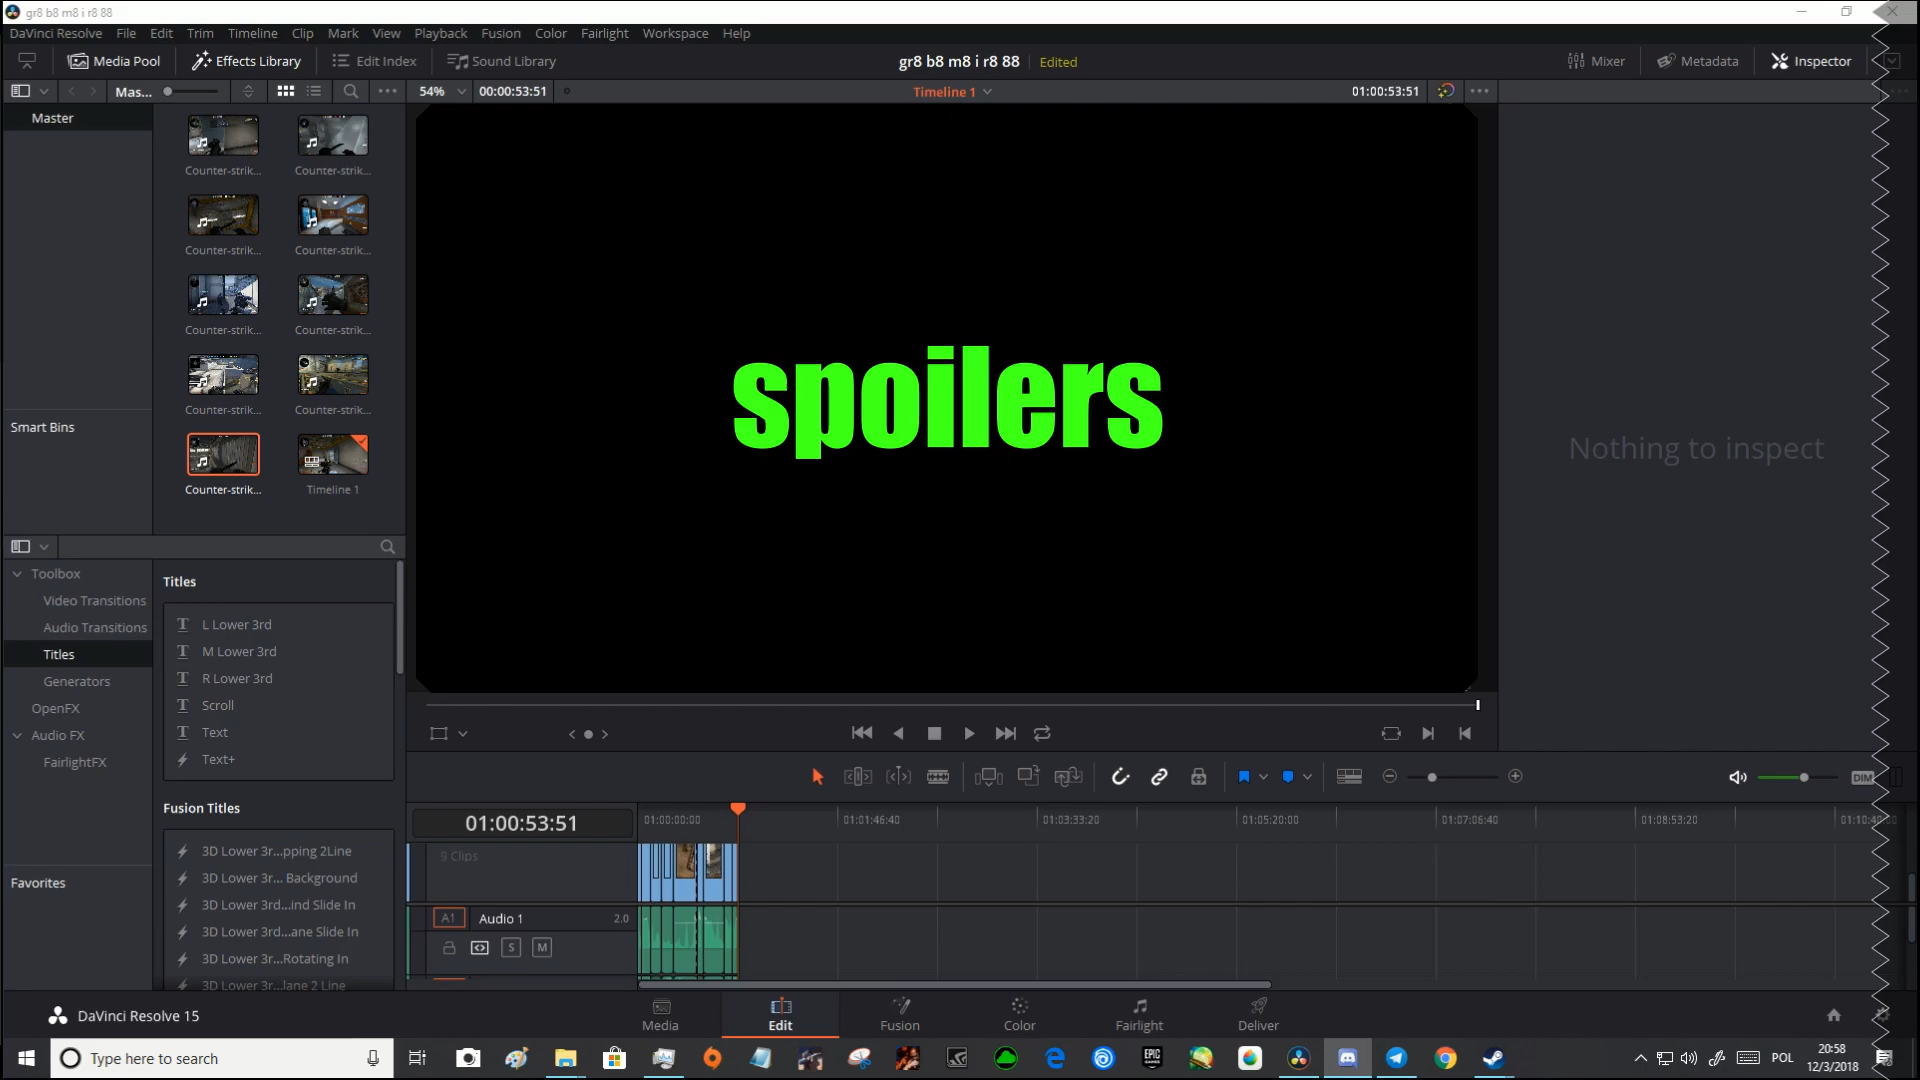 gr8 b8 m8 i r8 88
DaVinci Resolve File Edit Trim Timeline Clip Mark View Playback Fusion Color Fairlight Workspace Help
Media Pool Effects Library Edit Index Sound Library gr8 b8 m8 i r8 88 Edited Mixer Metadata Inspector
Mas... 54% 00:00:53:51 Timeline 1 01:00:53:51
Master
Counter-strik... Counter-strik...
Counter-strik... Counter-strik...
Counter-strik... Counter-strik...
Counter-strik... Counter-strik...
Counter-strik... Timeline 1
Smart Bins
spoilers
Nothing to inspect
Toolbox
Video Transitions
Audio Transitions
Titles
Generators
OpenFX
Audio FX
FairlightFX
Favorites
Titles
L Lower 3rd
M Lower 3rd
R Lower 3rd
Scroll
Text
Text+
Fusion Titles
3D Lower 3r...pping 2Line
3D Lower 3r... Background
3D Lower 3rd...ind Slide In
3D Lower 3rd...ane Slide In
3D Lower 3r...Rotating In
3D Lower 3r...lane 2 Line
DIM
01:00:53:51 01:00:00:00 01:01:46:40 01:03:33:20 01:05:20:00 01:07:06:40 01:08:53:20
9 Clips
A1 Audio 1 2.0
S M
DaVinci Resolve 15
Media Edit Fusion Color Fairlight Deliver
Type here to search
EPIC GAMES
POL
20:58
12/3/2018